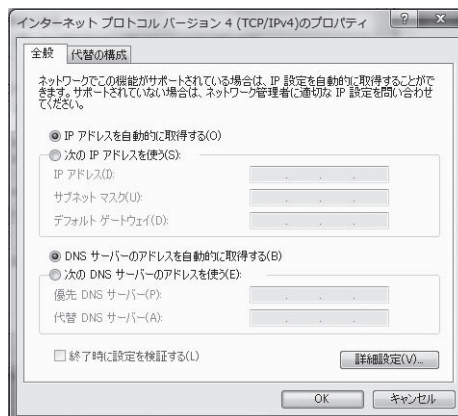 インターネット プロトコル バージョン 4 (TCP/IPv4)のプロパティ
全般
代替の構成
ネットワークでこの機能がサポートされている場合は、IP 設定を自動的に取得することがで
きます。サポートされていない場合は、ネットワーク管理者に適切な IP 設定を問い合わせ
てください。
IP アドレスを自動的に取得する(O)
次の IP アドレスを使う(S):
IP アドレス(I):
サブネット マスク(U):
デフォルト ゲートウェイ(D):
DNS サーバーのアドレスを自動的に取得する(B)
次の DNS サーバーのアドレスを使う(E):
優先 DNS サーバー(P):
代替 DNS サーバー(A):
終了時に設定を検証する(L)
詳細設定(V)...
OK
キャンセル